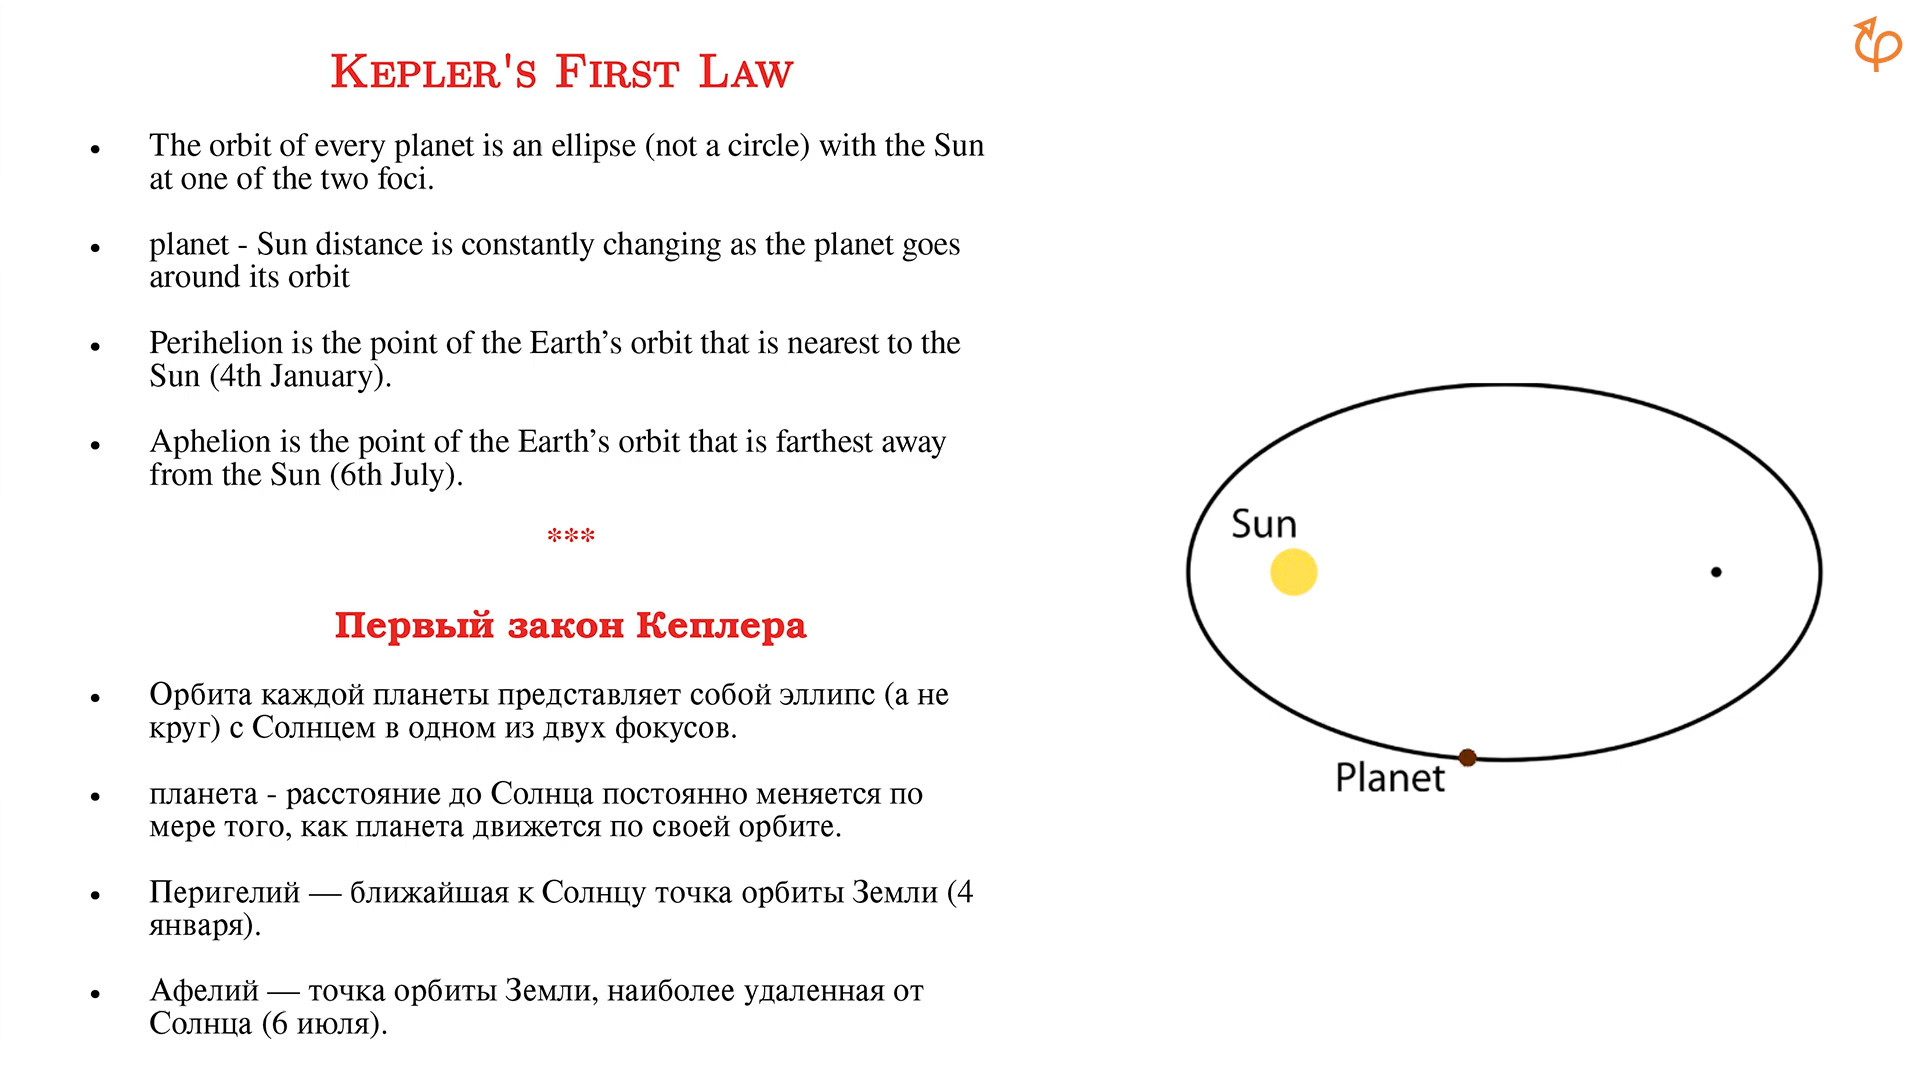 Kepler's First Law
• The orbit of every planet is an ellipse (not a circle) with the Sun
at one of the two foci.
• planet - Sun distance is constantly changing as the planet goes
around its orbit
• Perihelion is the point of the Earth’s orbit that is nearest to the
Sun (4th January).
• Aphelion is the point of the Earth’s orbit that is farthest away
from the Sun (6th July).
***
Первый закон Кеплера
• Орбита каждой планеты представляет собой эллипс (а не
круг) с Солнцем в одном из двух фокусов.
• планета - расстояние до Солнца постоянно меняется по
мере того, как планета движется по своей орбите.
• Перигелий — ближайшая к Солнцу точка орбиты Земли (4
января).
• Афелий — точка орбиты Земли, наиболее удаленная от
Солнца (6 июля).
Sun
Planet